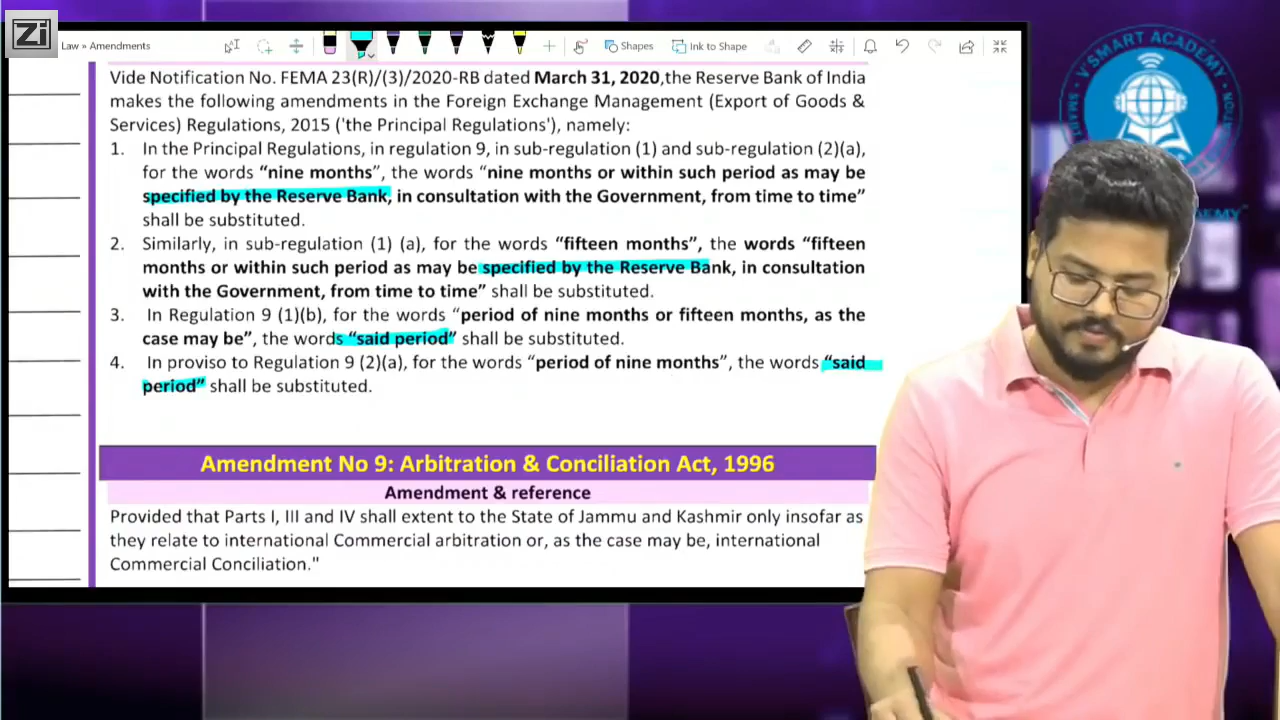 Zi
Law » Amendments
Shapes
Ink to Shape
V'SMART ACADEMY
Vide Notification No. FEMA 23(R)/(3)/2020-RB dated March 31, 2020,the Reserve Bank of India
makes the following amendments in the Foreign Exchange Management (Export of Goods &
Services) Regulations, 2015 ('the Principal Regulations'), namely:
1. In the Principal Regulations, in regulation 9, in sub-regulation (1) and sub-regulation (2)(a),
for the words "nine months", the words "nine months or within such period as may be
specified by the Reserve Bank, in consultation with the Government, from time to time"
shall be substituted.
2. Similarly, in sub-regulation (1) (a), for the words "fifteen months", the words "fifteen
months or within such period as may be specified by the Reserve Bank, in consultation
with the Government, from time to time" shall be substituted.
3. In Regulation 9 (1)(b), for the words "period of nine months or fifteen months, as the
case may be", the words "said period" shall be substituted.
4. In proviso to Regulation 9 (2)(a), for the words "period of nine months", the words "said
period" shall be substituted.
Amendment No 9: Arbitration & Conciliation Act, 1996
Amendment & reference
Provided that Parts I, III and IV shall extent to the State of Jammu and Kashmir only insofar as
they relate to international Commercial arbitration or, as the case may be, international
Commercial Conciliation."